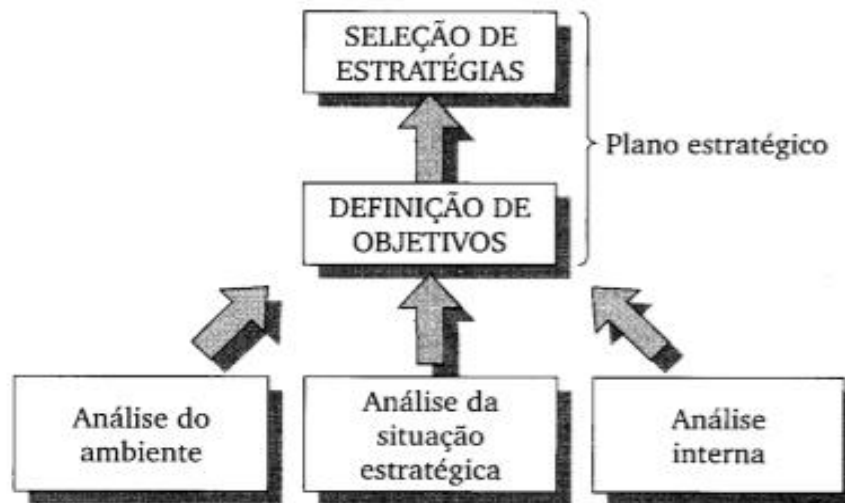 SELEÇÃO DE
ESTRATÉGIAS
Plano estratégico
DEFINIÇÃO DE
OBJETIVOS
Análise do
ambiente
Análise da
situação
estratégica
Análise
interna